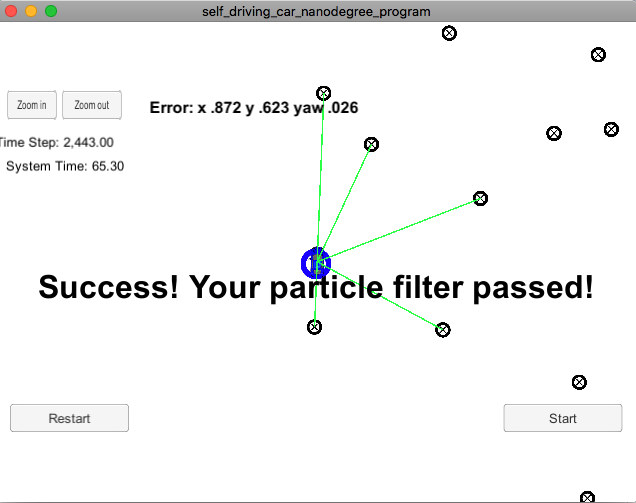 self_driving_car_nanodegree_program
Zoom in
Zoom out
Error: x .872 y .623 yaw .026
Time Step: 2,443.00
System Time: 65.30
Success! Your particle filter passed!
Restart
Start